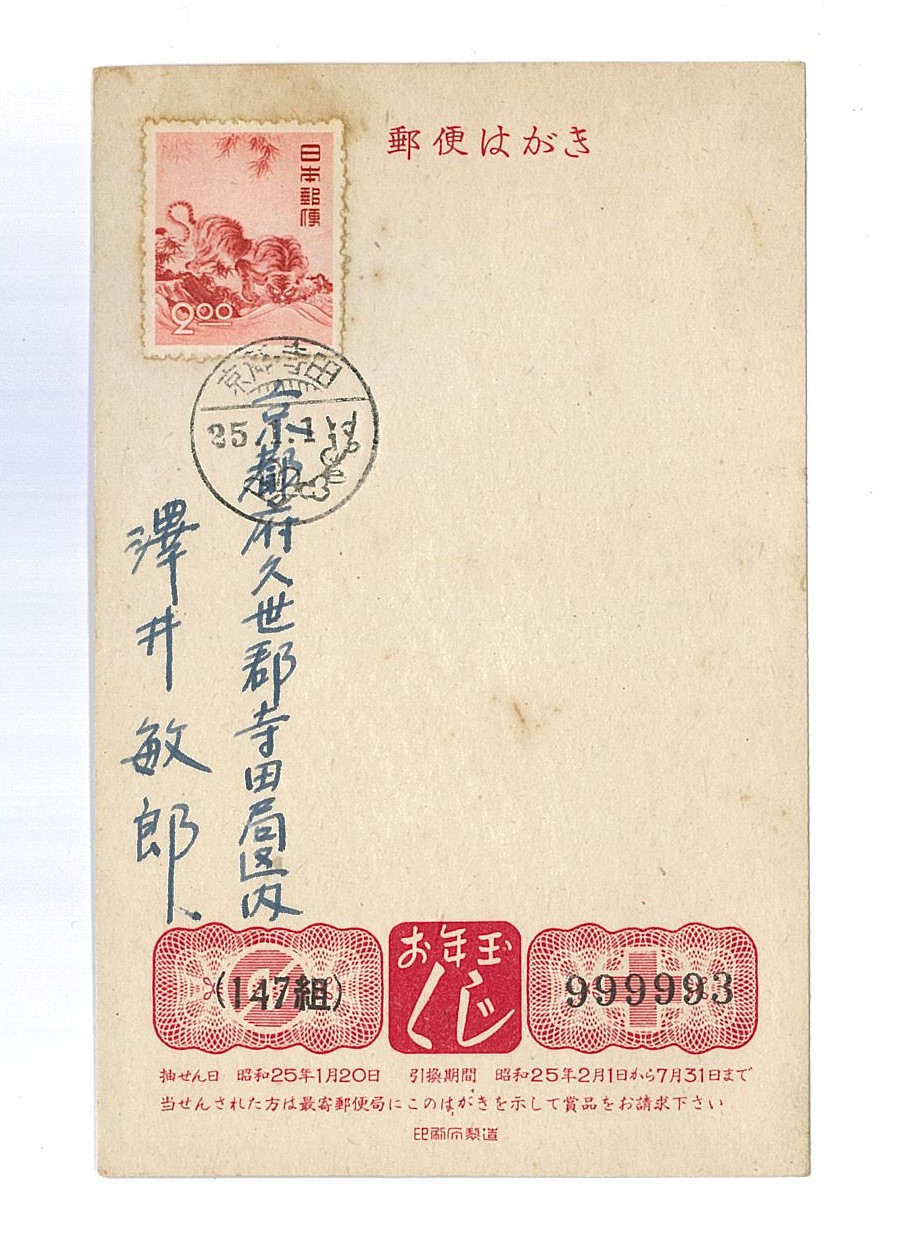 郵便はがき
日本郵便
2.00
京都・寺田
25.1.1
京都府久世郡寺田局区内
澤井敏郎
(147組)
お年玉
くじ
999993
抽せん日 昭和25年1月20日 引換期間 昭和25年2月1日から7月31日まで
当せんされた方は最寄郵便局にこのはがきを示して賞品をお請求下さい
印刷庁製造